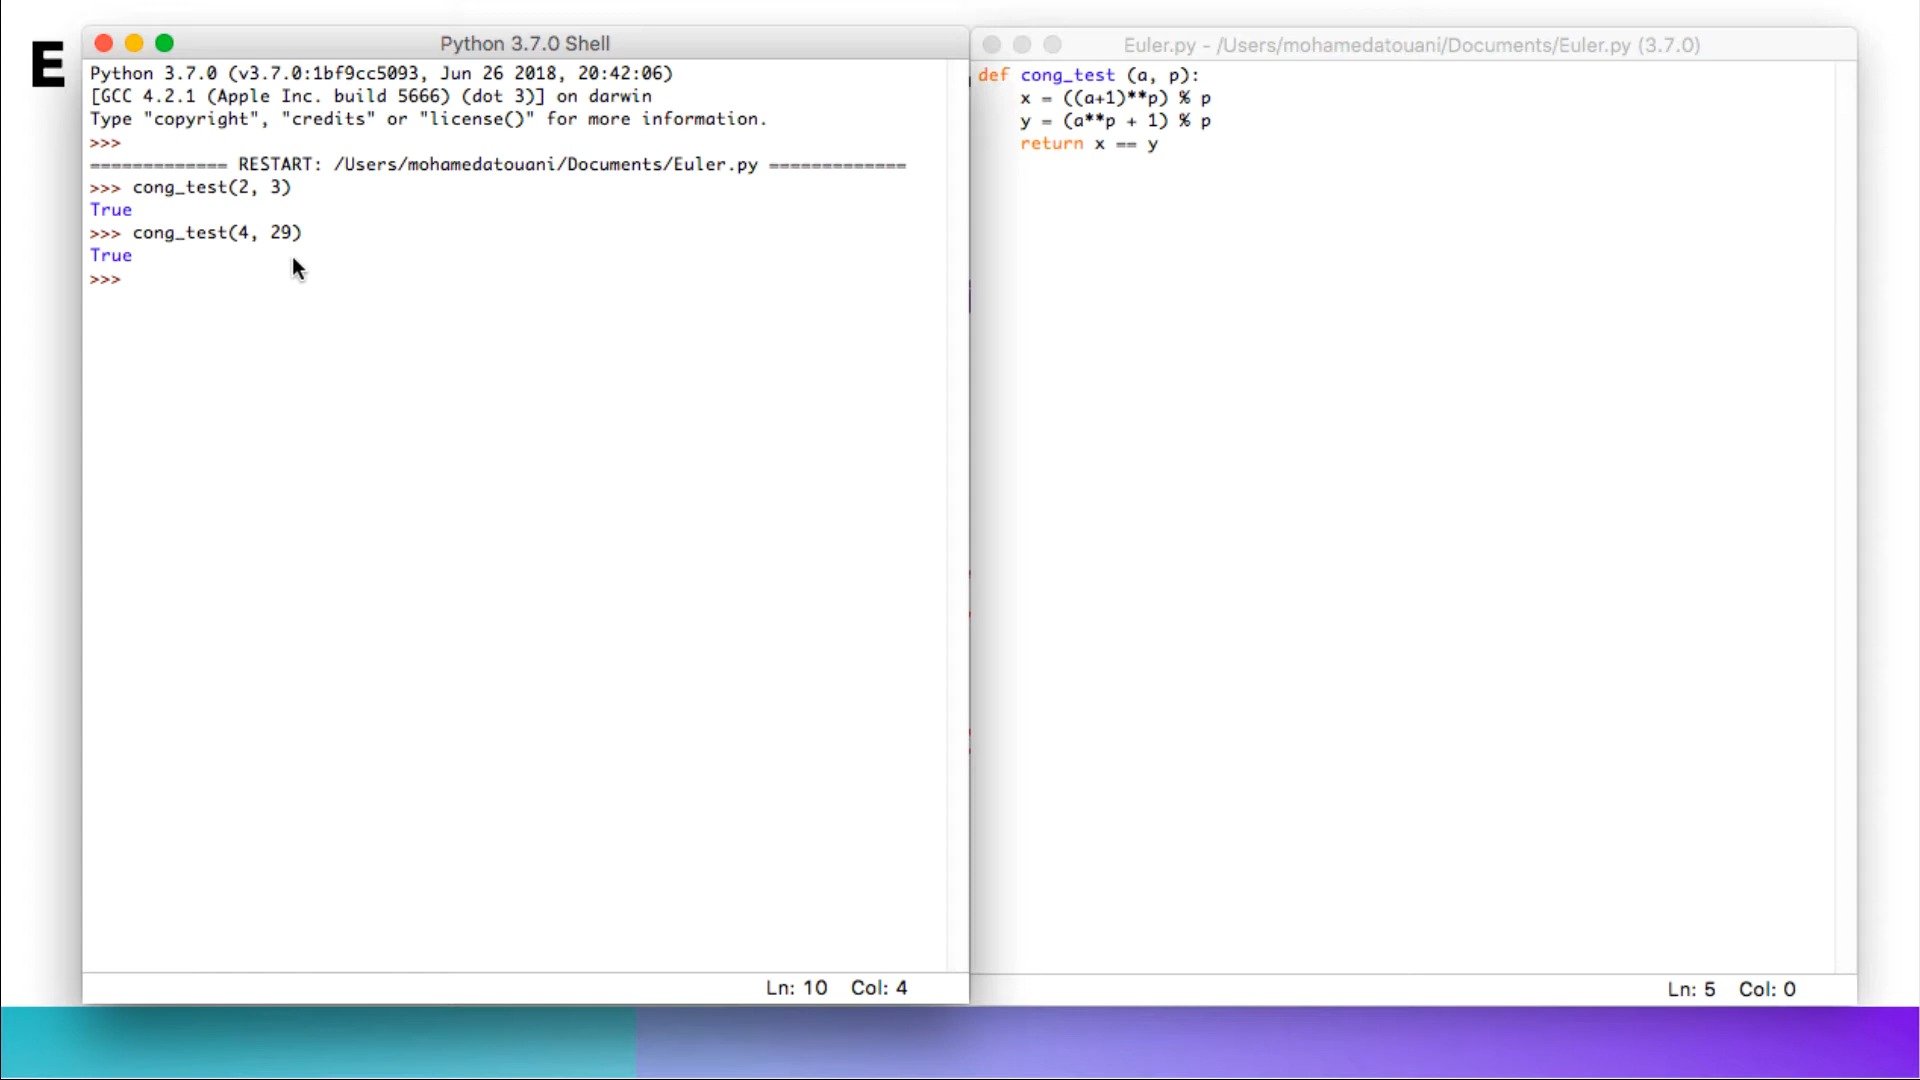 E
Python 3.7.0 Shell
Python 3.7.0 (v3.7.0:1bf9cc5093, Jun 26 2018, 20:42:06)
[GCC 4.2.1 (Apple Inc. build 5666) (dot 3)] on darwin
Type "copyright", "credits" or "license()" for more information.
>>>
============= RESTART: /Users/mohamedatouani/Documents/Euler.py =============
>>> cong_test(2, 3)
True
>>> cong_test(4, 29)
True
>>>
Ln: 10 Col: 4
Euler.py - /Users/mohamedatouani/Documents/Euler.py (3.7.0)
def cong_test (a, p):
    x = ((a+1)**p) % p
    y = (a**p + 1) % p
    return x == y
Ln: 5 Col: 0